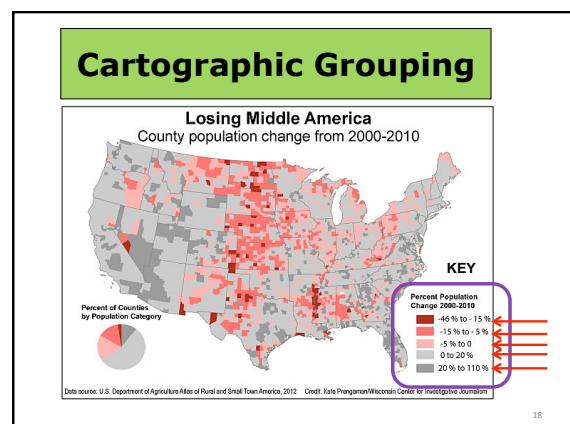 Cartographic Grouping
Losing Middle America
County population change from 2000-2010
KEY
Percent Population
Change 2000-2010
-46 % to - 15 %
-15 % to - 5 %
-5 % to 0
0 to 20 %
20 % to 110 %
Percent of Counties
by Population Category
Data source: U.S. Department of Agriculture Atlas of Rural and Small Town America, 2012 Credit: Kate Prengaman/Wisconsin Center for Investigative Journalism
18